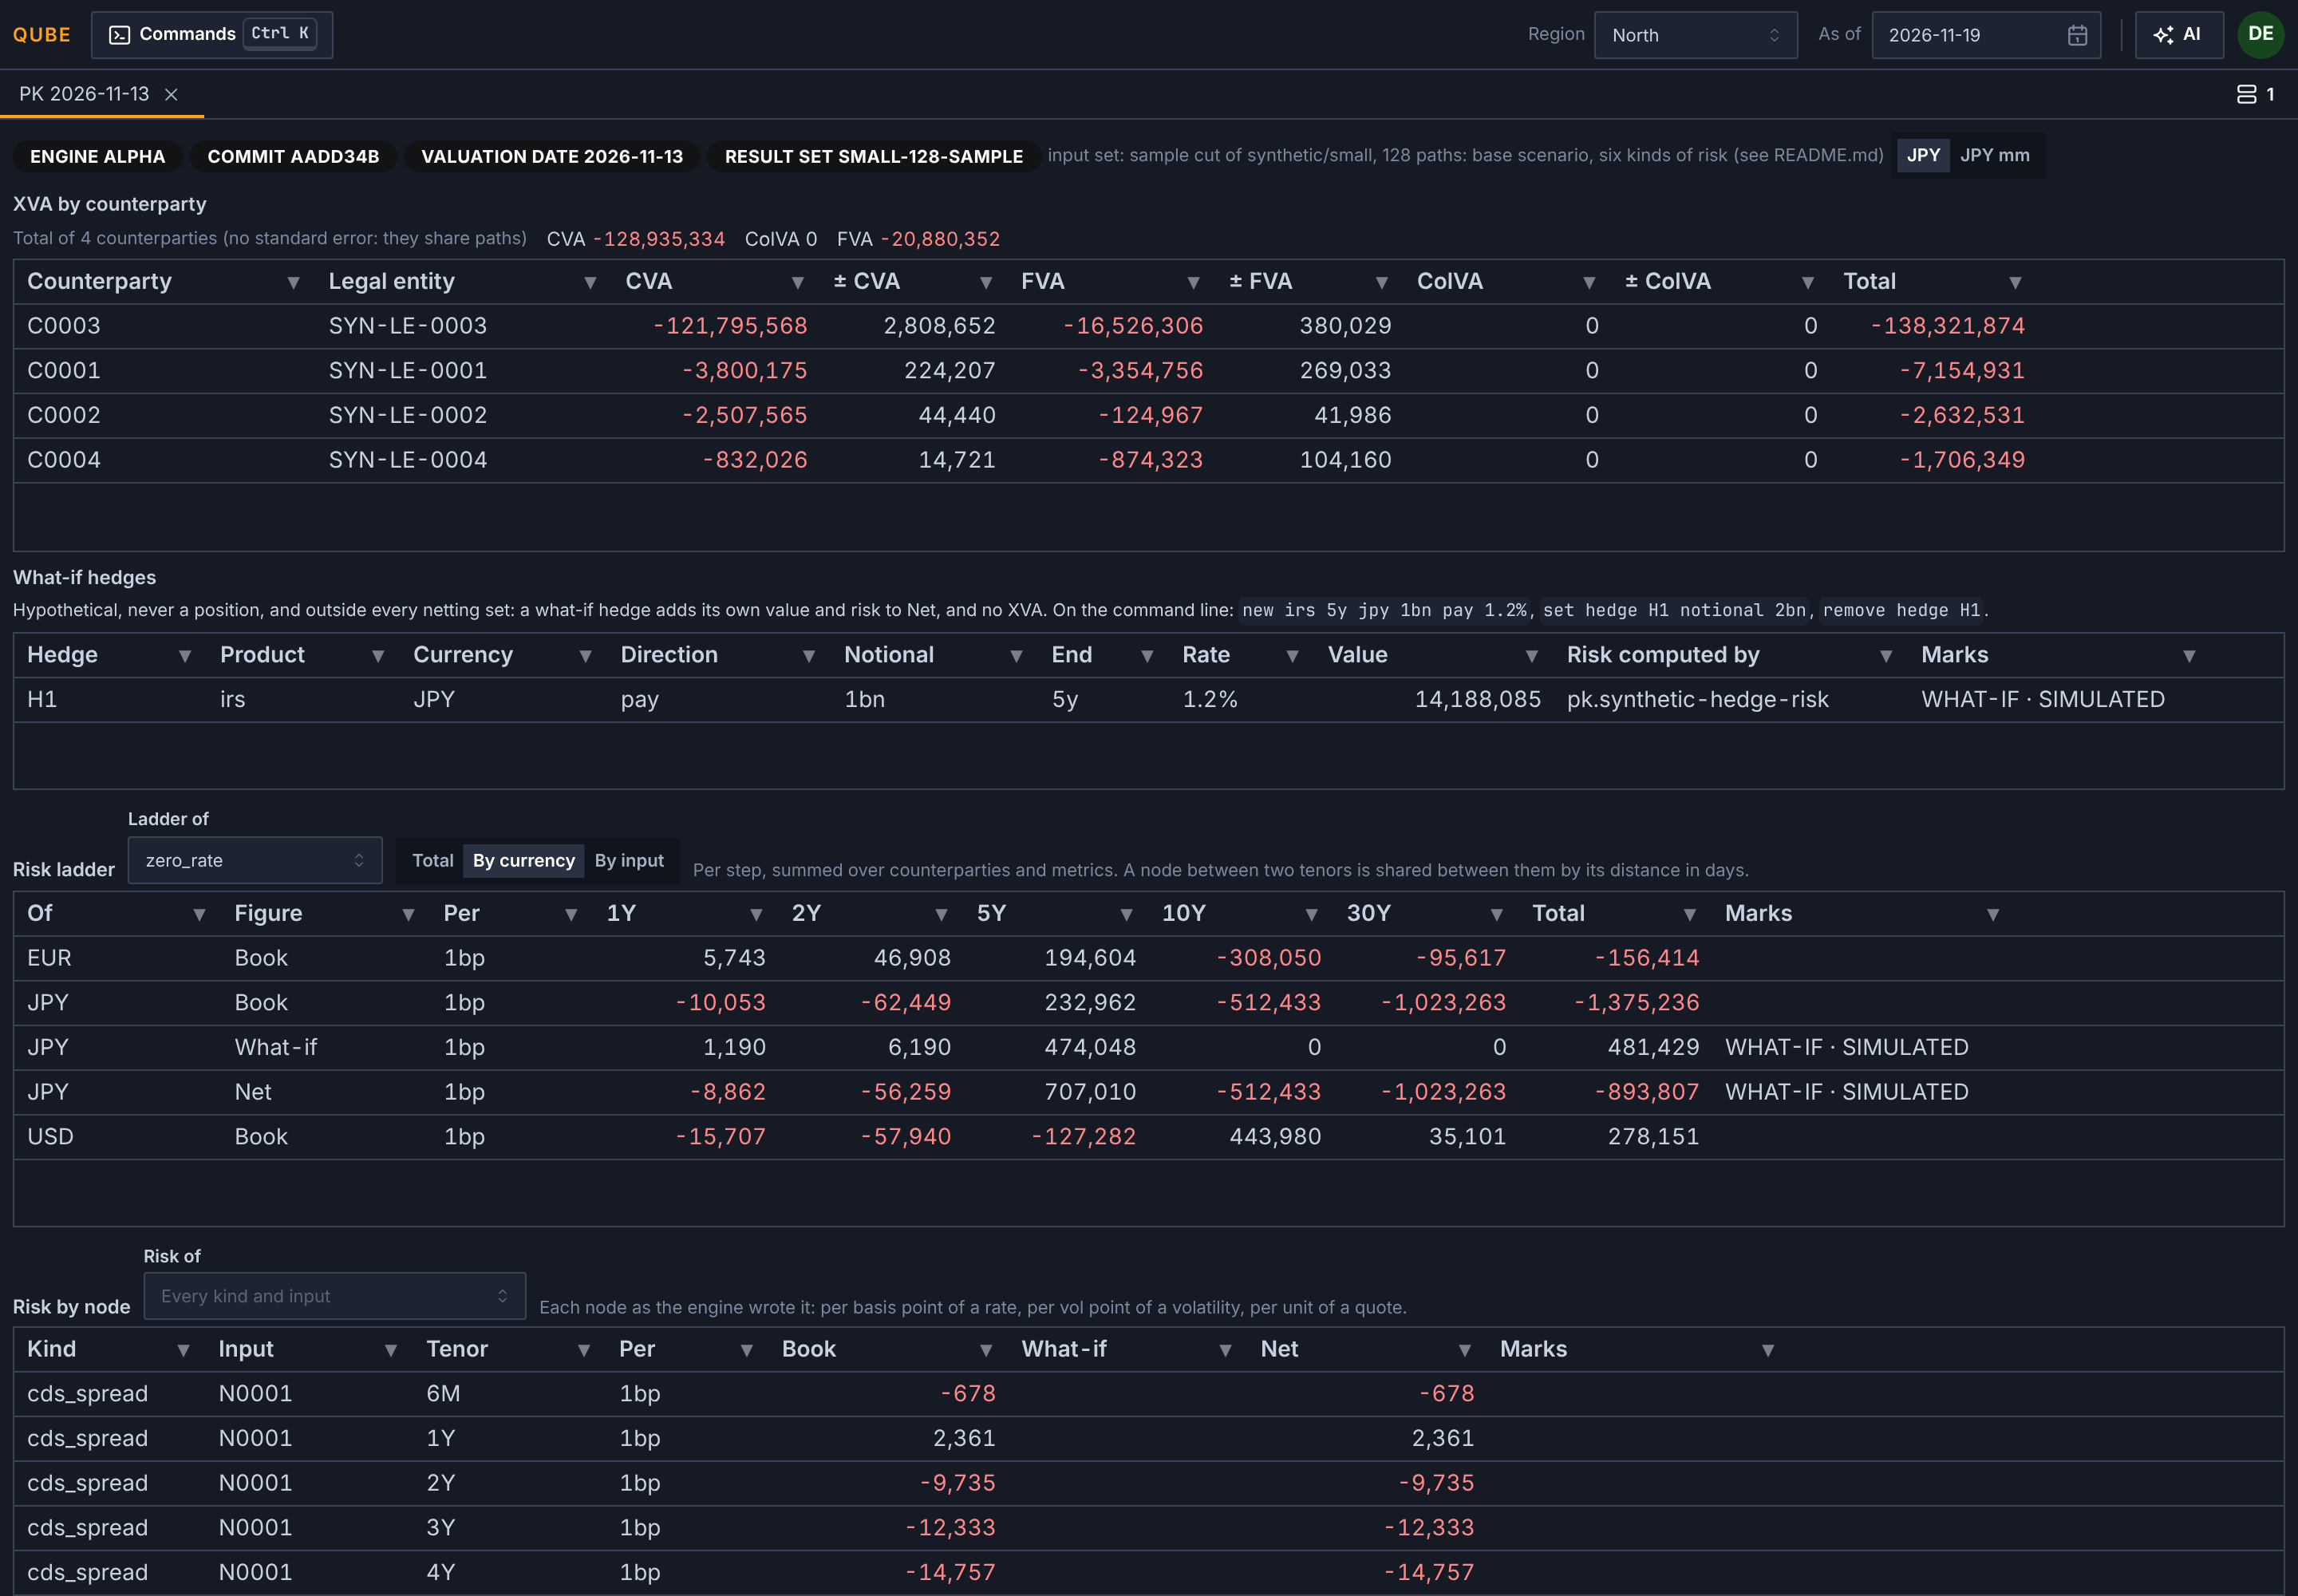 QUBE Commands Ctrl K Region North As of 2026-11-19 AI DE
PK 2026-11-13 1
ENGINE ALPHA COMMIT AADD34B VALUATION DATE 2026-11-13 RESULT SET SMALL-128-SAMPLE input set: sample cut of synthetic/small, 128 paths: base scenario, six kinds of risk (see README.md) JPY JPY mm
XVA by counterparty
Total of 4 counterparties (no standard error: they share paths) CVA -128,935,334 ColVA 0 FVA -20,880,352
Counterparty Legal entity CVA ± CVA FVA ± FVA ColVA ± ColVA Total
C0003 SYN-LE-0003 -121,795,568 2,808,652 -16,526,306 380,029 0 0 -138,321,874
C0001 SYN-LE-0001 -3,800,175 224,207 -3,354,756 269,033 0 0 -7,154,931
C0002 SYN-LE-0002 -2,507,565 44,440 -124,967 41,986 0 0 -2,632,531
C0004 SYN-LE-0004 -832,026 14,721 -874,323 104,160 0 0 -1,706,349
What-if hedges
Hypothetical, never a position, and outside every netting set: a what-if hedge adds its own value and risk to Net, and no XVA. On the command line: new irs 5y jpy 1bn pay 1.2%, set hedge H1 notional 2bn, remove hedge H1.
Hedge Product Currency Direction Notional End Rate Value Risk computed by Marks
H1 irs JPY pay 1bn 5y 1.2% 14,188,085 pk.synthetic-hedge-risk WHAT-IF · SIMULATED
Ladder of
Risk ladder zero_rate Total By currency By input Per step, summed over counterparties and metrics. A node between two tenors is shared between them by its distance in days.
Of Figure Per 1Y 2Y 5Y 10Y 30Y Total Marks
EUR Book 1bp 5,743 46,908 194,604 -308,050 -95,617 -156,414
JPY Book 1bp -10,053 -62,449 232,962 -512,433 -1,023,263 -1,375,236
JPY What-if 1bp 1,190 6,190 474,048 0 0 481,429 WHAT-IF · SIMULATED
JPY Net 1bp -8,862 -56,259 707,010 -512,433 -1,023,263 -893,807 WHAT-IF · SIMULATED
USD Book 1bp -15,707 -57,940 -127,282 443,980 35,101 278,151
Risk of
Risk by node Every kind and input Each node as the engine wrote it: per basis point of a rate, per vol point of a volatility, per unit of a quote.
Kind Input Tenor Per Book What-if Net Marks
cds_spread N0001 6M 1bp -678 -678
cds_spread N0001 1Y 1bp 2,361 2,361
cds_spread N0001 2Y 1bp -9,735 -9,735
cds_spread N0001 3Y 1bp -12,333 -12,333
cds_spread N0001 4Y 1bp -14,757 -14,757